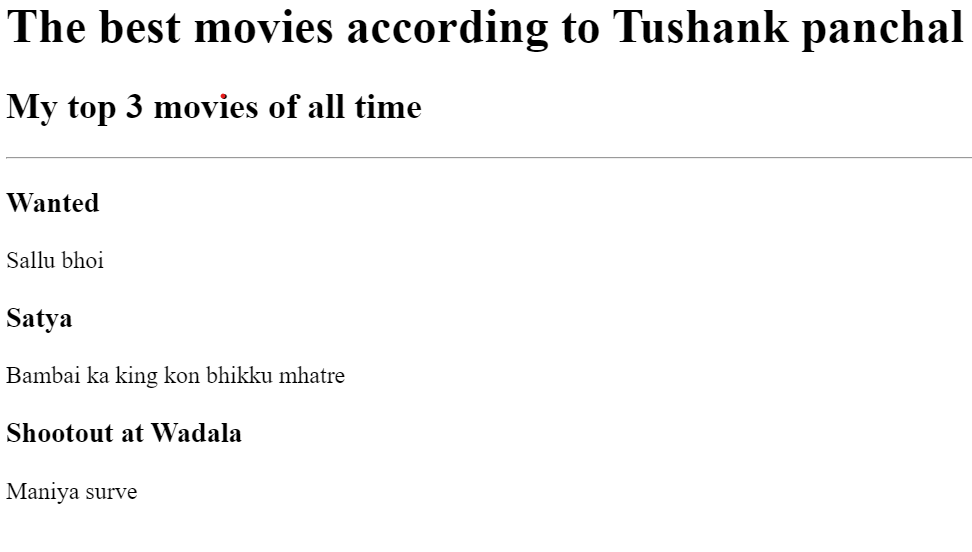 The best movies according to Tushank panchal
My top 3 movies of all time
Wanted
Sallu bhoi
Satya
Bambai ka king kon bhikku mhatre
Shootout at Wadala
Maniya surve